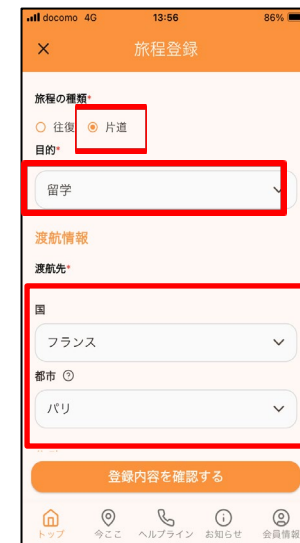 docomo 4G 13:56 86%
× 旅程登録
旅程の種類*
往復 片道
目的*
留学
渡航情報
渡航先*
国
フランス
都市 ?
パリ
登録内容を確認する
トップ 今ここ ヘルプライン お知らせ 会員情報